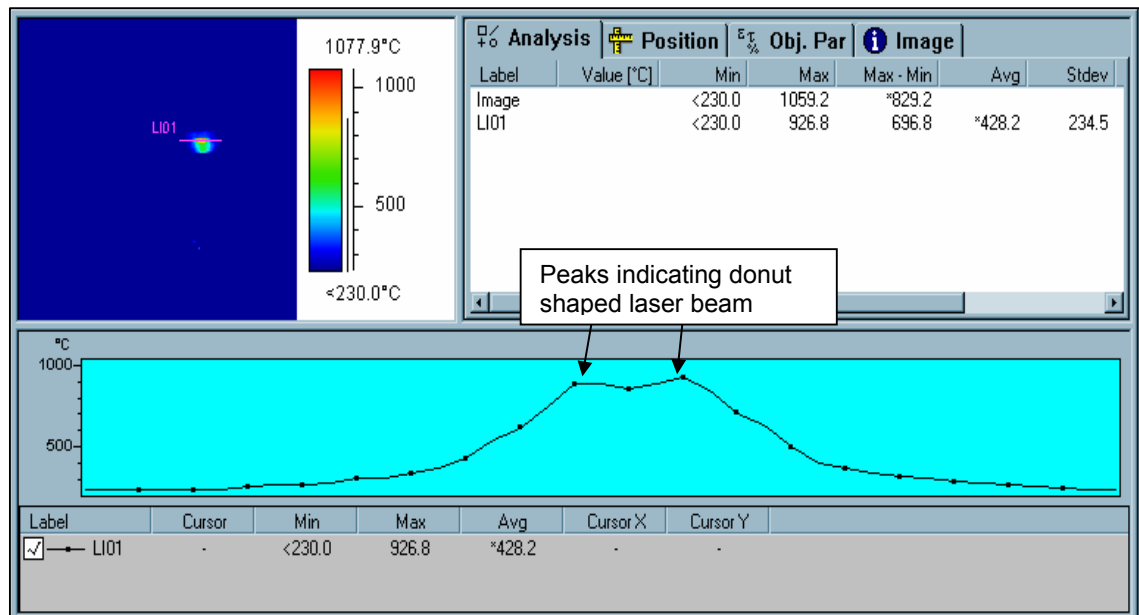 1077.9°C
1000
500
<230.0°C
LI01
Analysis Position ετ% Obj. Par Image
Label Value [°C] Min Max Max - Min Avg Stdev
Image <230.0 1059.2 *829.2
LI01 <230.0 926.8 696.8 *428.2 234.5
Peaks indicating donut
shaped laser beam
°C
1000
500
Label Cursor Min Max Avg Cursor X Cursor Y
LI01 - <230.0 926.8 *428.2 - -